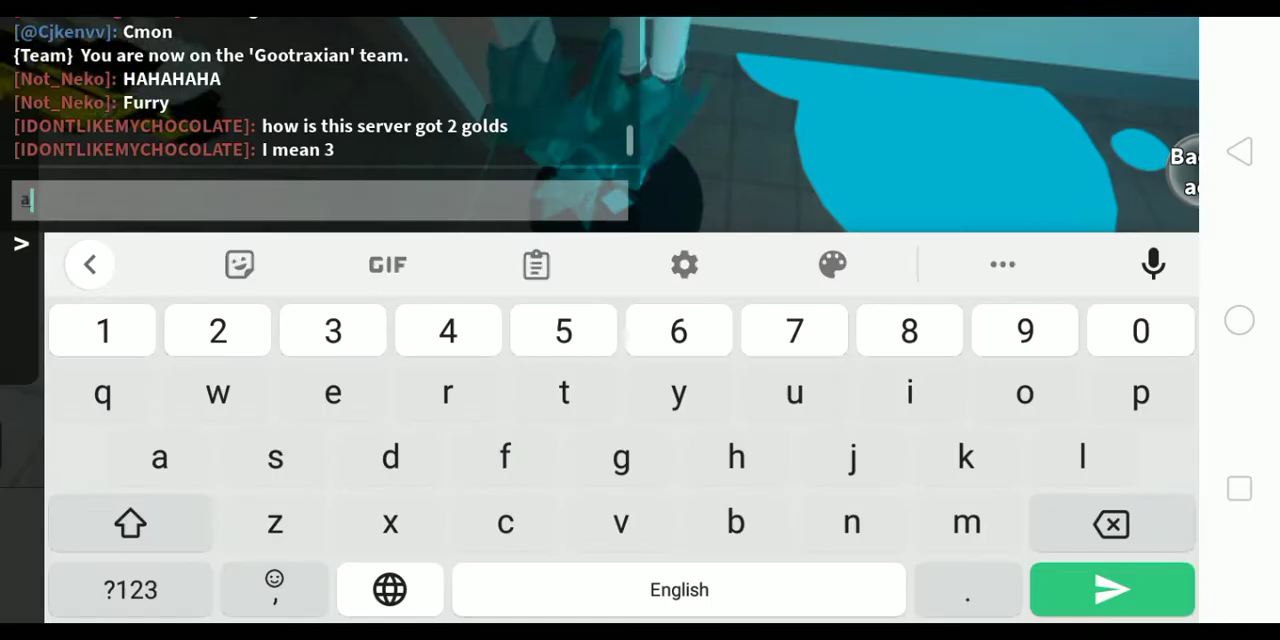 [@Cjkenvv]: Cmon
{Team} You are now on the 'Gootraxian' team.
[Not_Neko]: HAHAHAHA
[Not_Neko]: Furry
[IDONTLIKEMYCHOCOLATE]: how is this server got 2 golds
[IDONTLIKEMYCHOCOLATE]: I mean 3
a
>
GIF
1 2 3 4 5 6 7 8 9 0
q w e r t y u i o p
a s d f g h j k l
z x c v b n m
?123 , English .